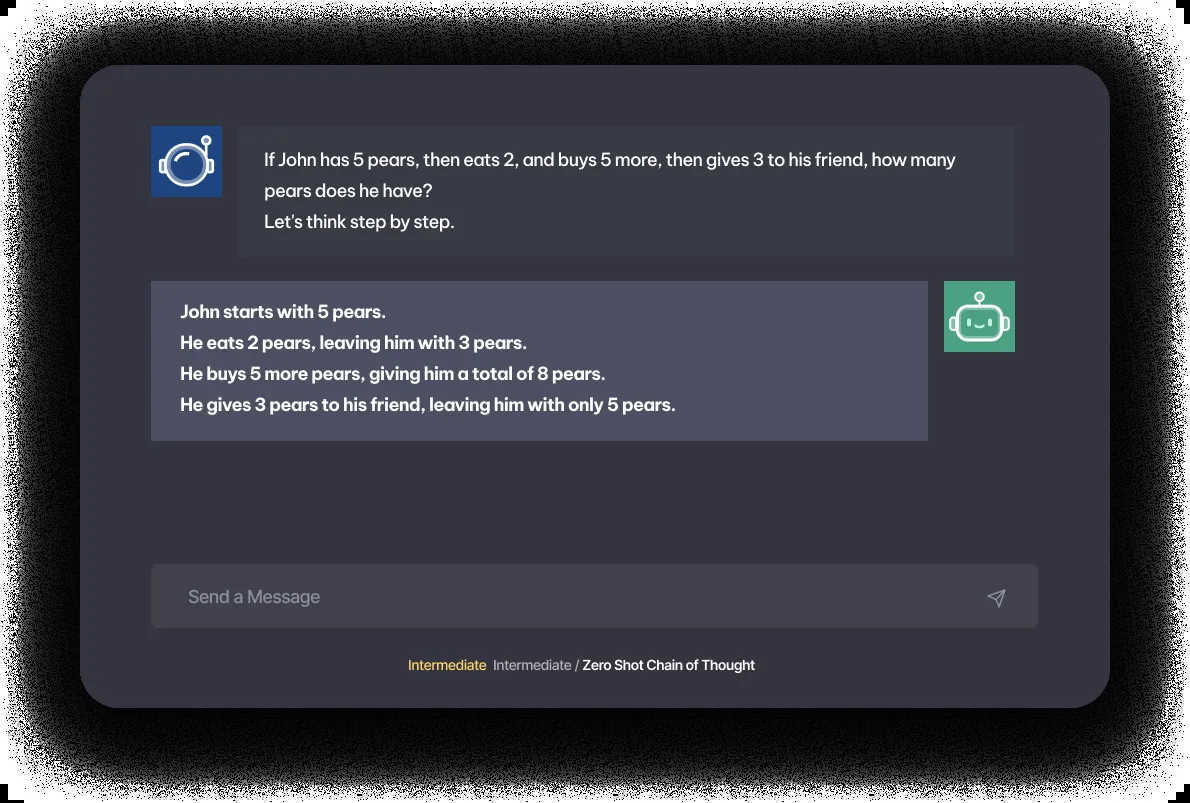 If John has 5 pears, then eats 2, and buys 5 more, then gives 3 to his friend, how many
pears does he have?
Let's think step by step.
John starts with 5 pears.
He eats 2 pears, leaving him with 3 pears.
He buys 5 more pears, giving him a total of 8 pears.
He gives 3 pears to his friend, leaving him with only 5 pears.
Send a Message
Intermediate Intermediate / Zero Shot Chain of Thought